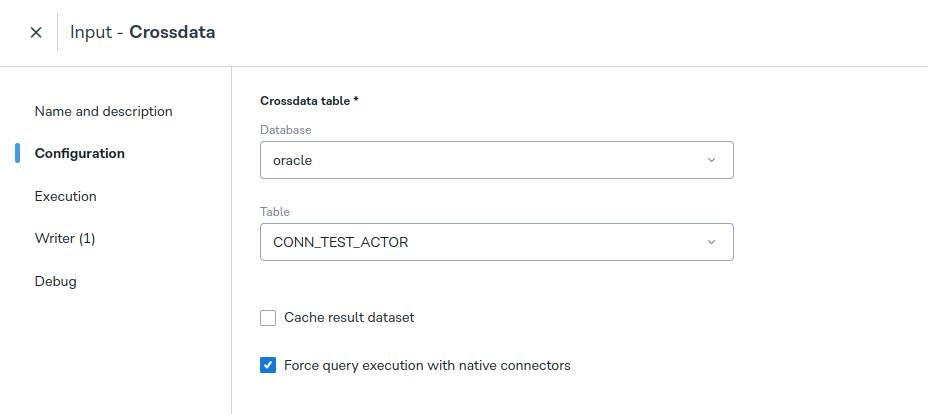 Input - Crossdata
Name and description
Configuration
Execution
Writer (1)
Debug
Crossdata table *
Database
oracle
Table
CONN_TEST_ACTOR
Cache result dataset
Force query execution with native connectors